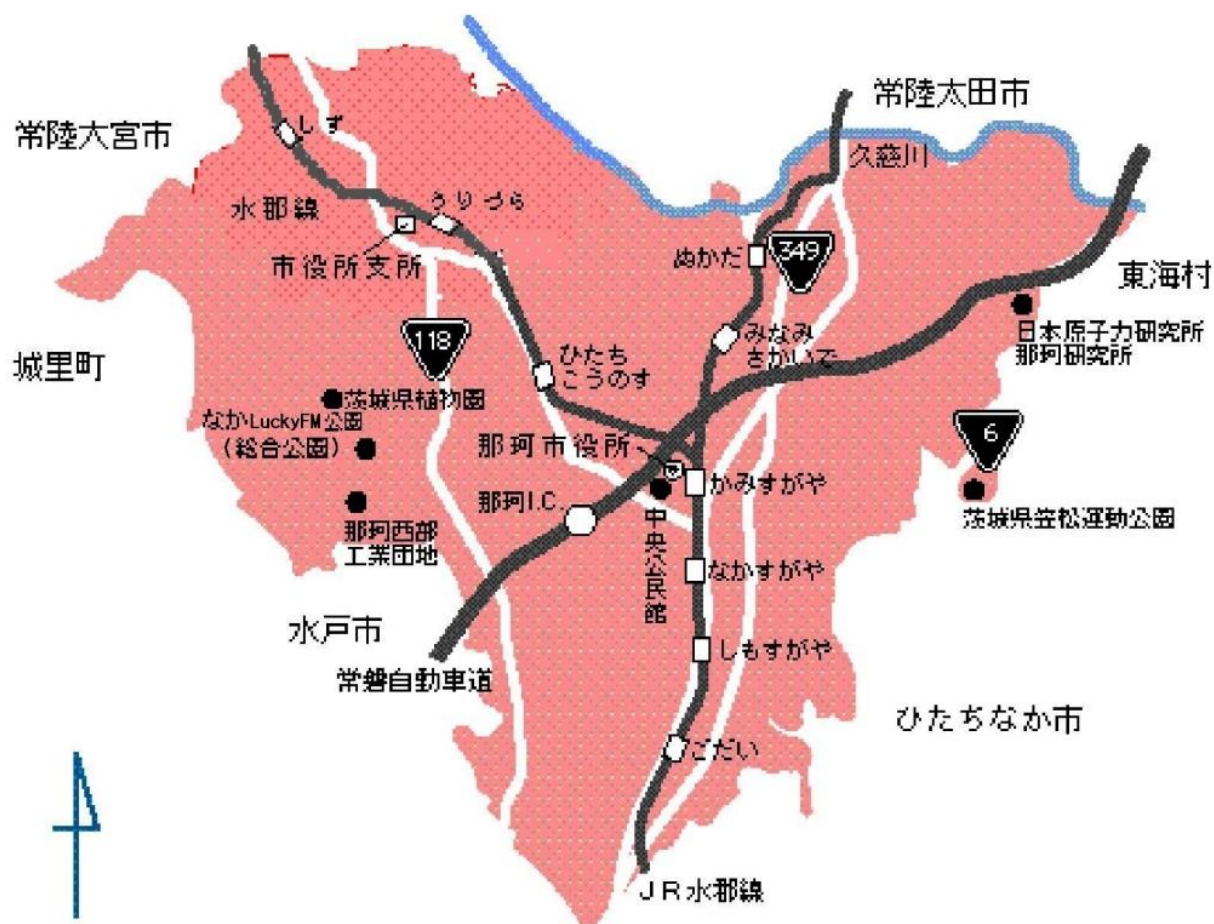 常陸太田市
常陸大宮市
しず
久慈川
水郡線
うりづら
市役所支所
ぬかだ
349
東海村
118
みなみ
さかいで
日本原子力研究所
那珂研究所
城里町
ひたち
こうのす
茨城県植物園
なかLuckyFM公園
(総合公園)
那珂市役所
6
那珂I.C.
かみすがや
茨城県笠松運動公園
那珂西部
工業団地
中央公民館
なかすがや
水戸市
しもすがや
常磐自動車道
ひたちなか市
ごだい
JR水郡線